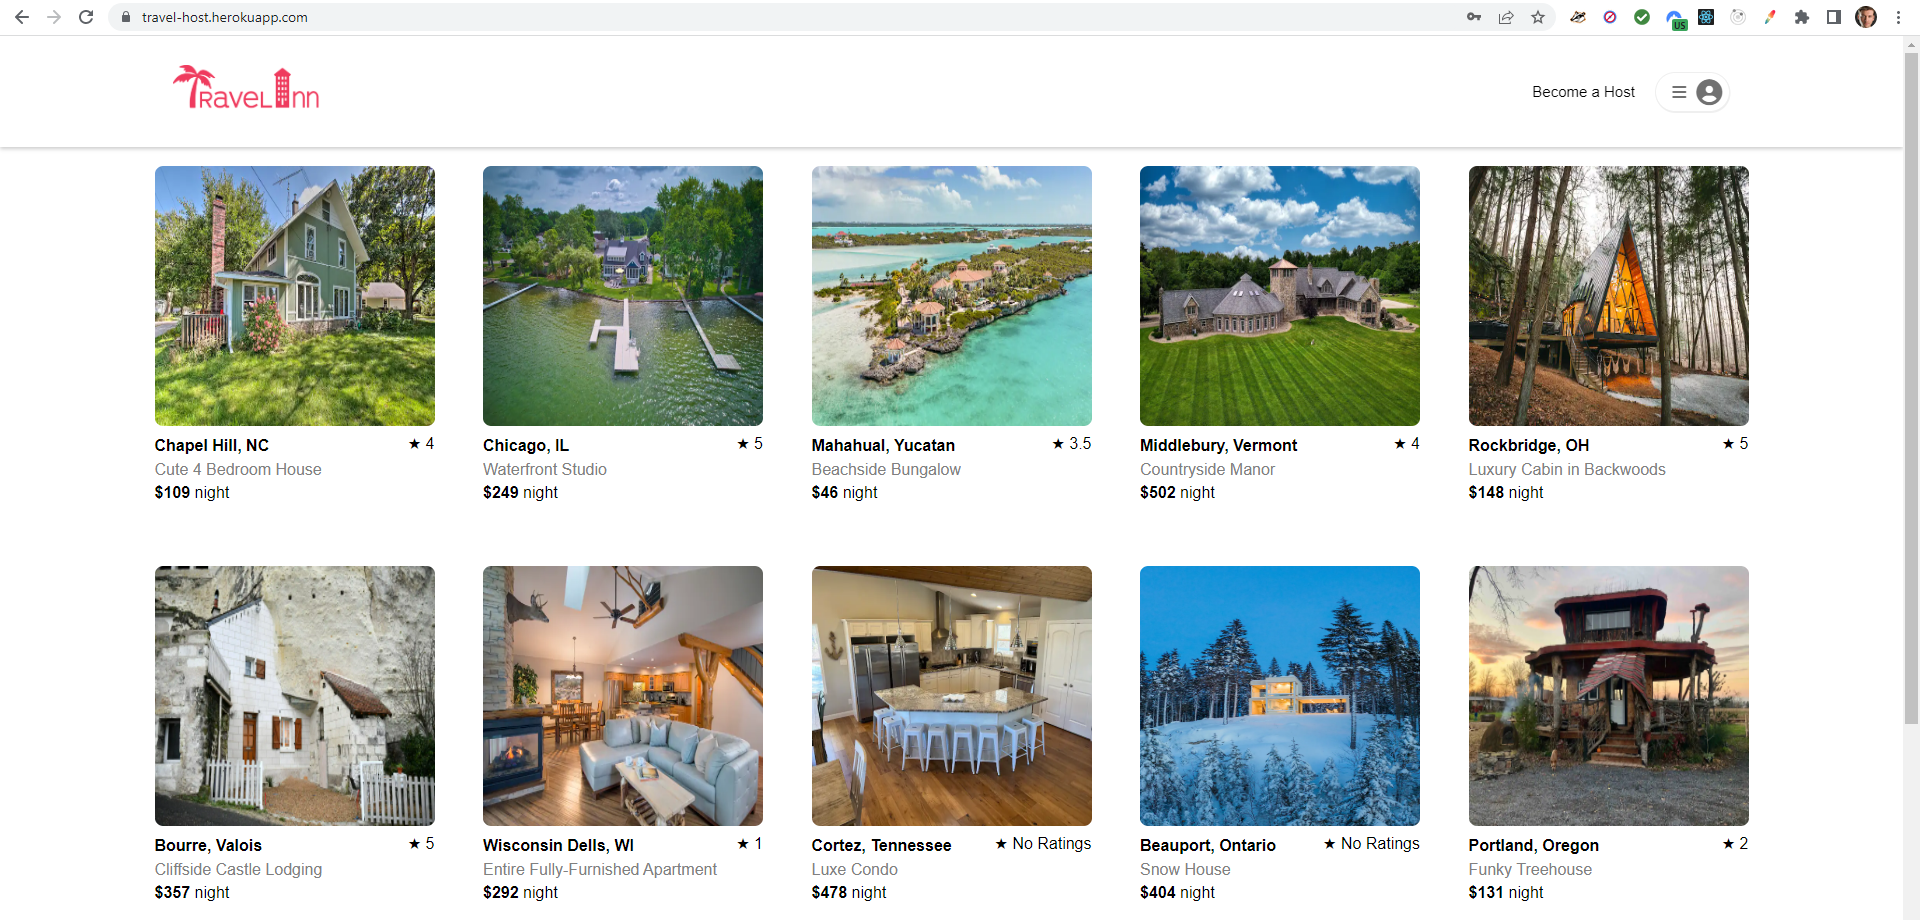 travel-host.herokuapp.com
US
Travel Inn
Become a Host
Chapel Hill, NC ★ 4
Cute 4 Bedroom House
$109 night
Chicago, IL ★ 5
Waterfront Studio
$249 night
Mahahual, Yucatan ★ 3.5
Beachside Bungalow
$46 night
Middlebury, Vermont ★ 4
Countryside Manor
$502 night
Rockbridge, OH ★ 5
Luxury Cabin in Backwoods
$148 night
Bourre, Valois ★ 5
Cliffside Castle Lodging
$357 night
Wisconsin Dells, WI ★ 1
Entire Fully-Furnished Apartment
$292 night
Cortez, Tennessee ★ No Ratings
Luxe Condo
$478 night
Beauport, Ontario ★ No Ratings
Snow House
$404 night
Portland, Oregon ★ 2
Funky Treehouse
$131 night